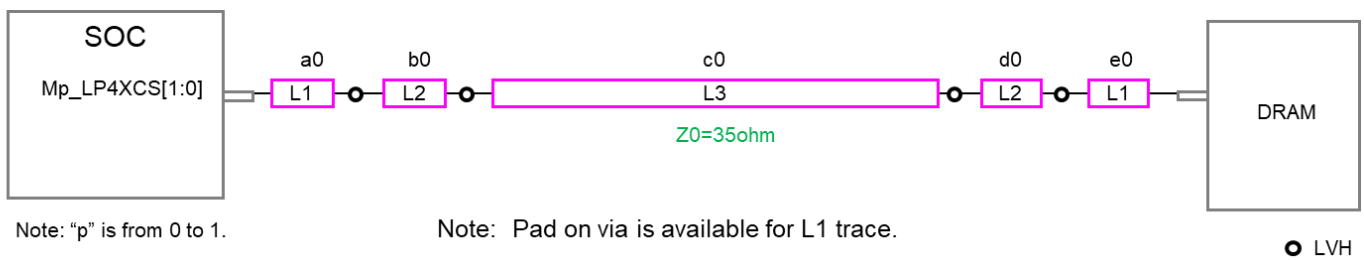 SOC
Mp_LP4XCS[1:0]
a0
b0
c0
d0
e0
L1
L2
L3
L2
L1
Z0=35ohm
DRAM
Note: “p” is from 0 to 1.
Note: Pad on via is available for L1 trace.
LVH